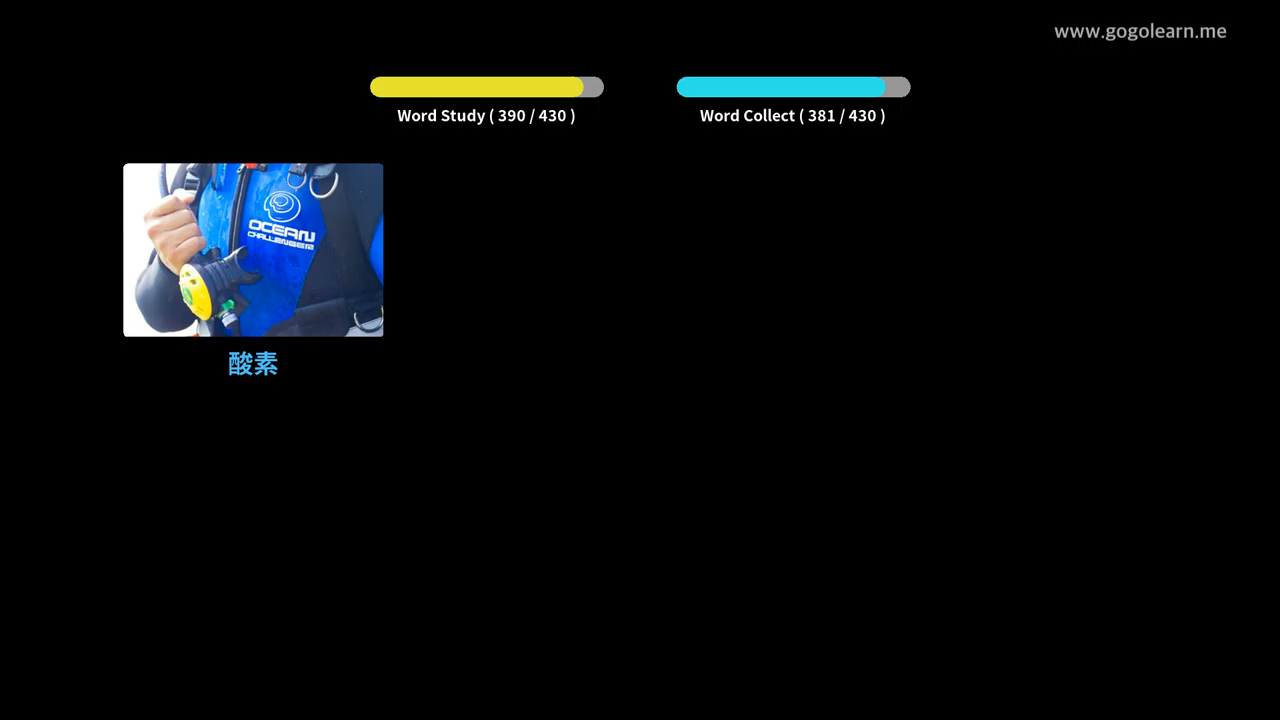 www.gogolearn.me
Word Study ( 390 / 430 )
Word Collect ( 381 / 430 )
OCEAN
CHALLENGER
酸素